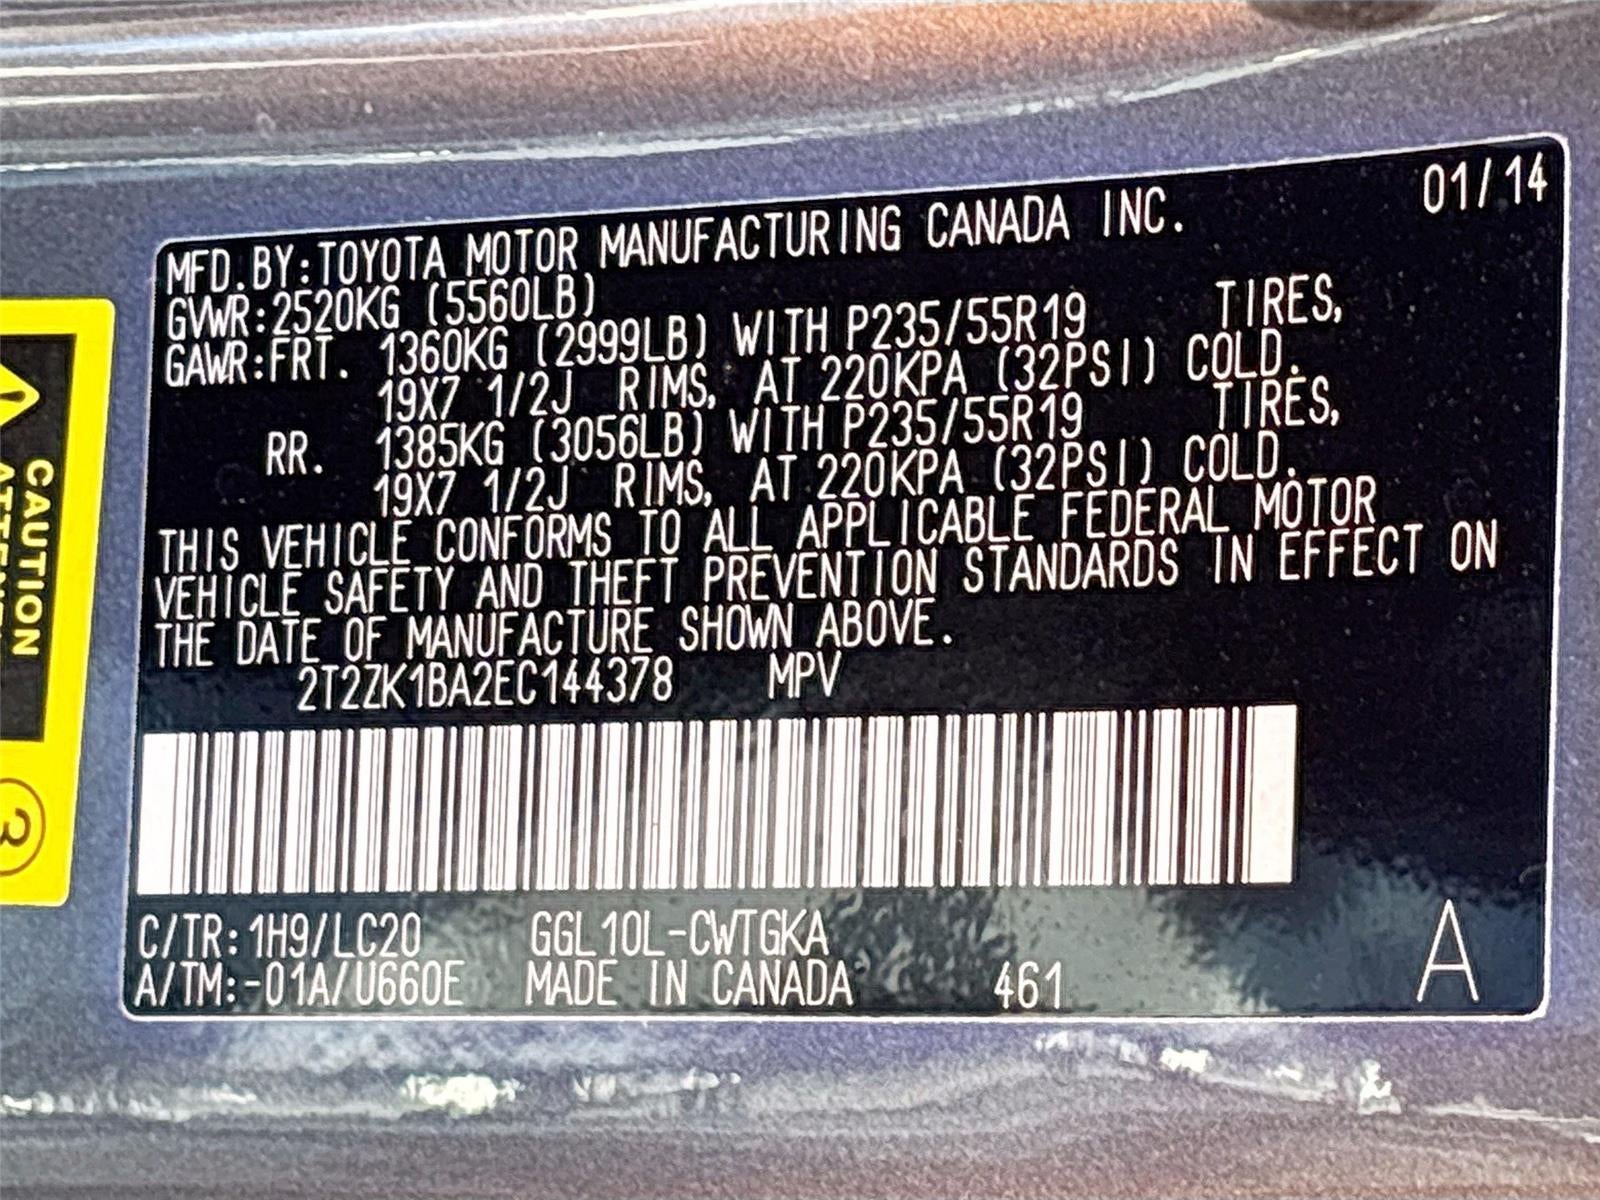 01/14
MFD.BY:TOYOTA MOTOR MANUFACTURING CANADA INC.
GVWR:2520KG (5560LB)
GAWR:FRT. 1360KG (2999LB) WITH P235/55R19 TIRES,
19X7 1/2J RIMS, AT 220KPA (32PSI) COLD.
RR. 1385KG (3056LB) WITH P235/55R19 TIRES,
19X7 1/2J RIMS, AT 220KPA (32PSI) COLD.
THIS VEHICLE CONFORMS TO ALL APPLICABLE FEDERAL MOTOR
VEHICLE SAFETY AND THEFT PREVENTION STANDARDS IN EFFECT ON
THE DATE OF MANUFACTURE SHOWN ABOVE.
2T2ZK1BA2EC144378 MPV
C/TR:1H9/LC20 GGL10L-CWTGKA
A/TM:-01A/U660E MADE IN CANADA 461 A
CAUTION
3